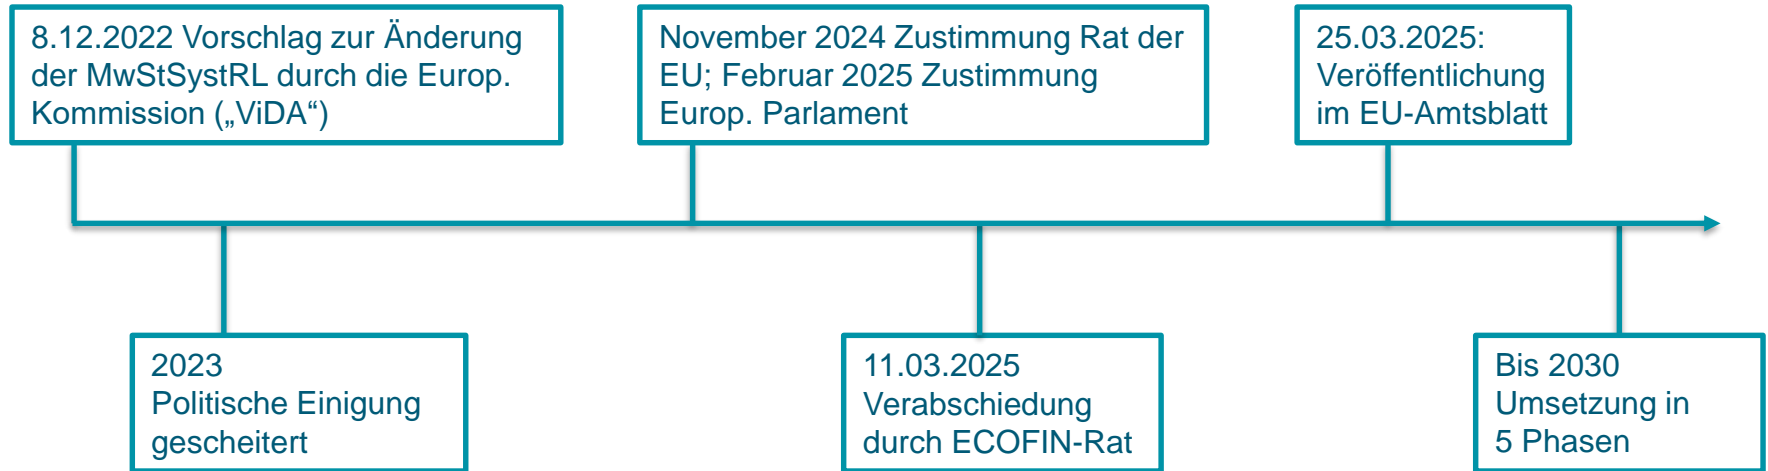 8.12.2022 Vorschlag zur Änderung
der MwStSystRL durch die Europ.
Kommission („ViDA“)
November 2024 Zustimmung Rat der
EU; Februar 2025 Zustimmung
Europ. Parlament
25.03.2025:
Veröffentlichung
im EU-Amtsblatt
2023
Politische Einigung
gescheitert
11.03.2025
Verabschiedung
durch ECOFIN-Rat
Bis 2030
Umsetzung in
5 Phasen